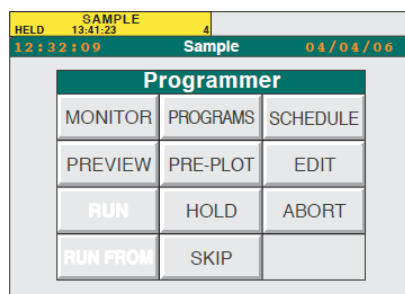 SAMPLE
HELD 13:41:23 4
12:32:09 Sample 04/04/06
Programmer
MONITOR PROGRAMS SCHEDULE
PREVIEW PRE-PLOT EDIT
RUN HOLD ABORT
RUN FROM SKIP